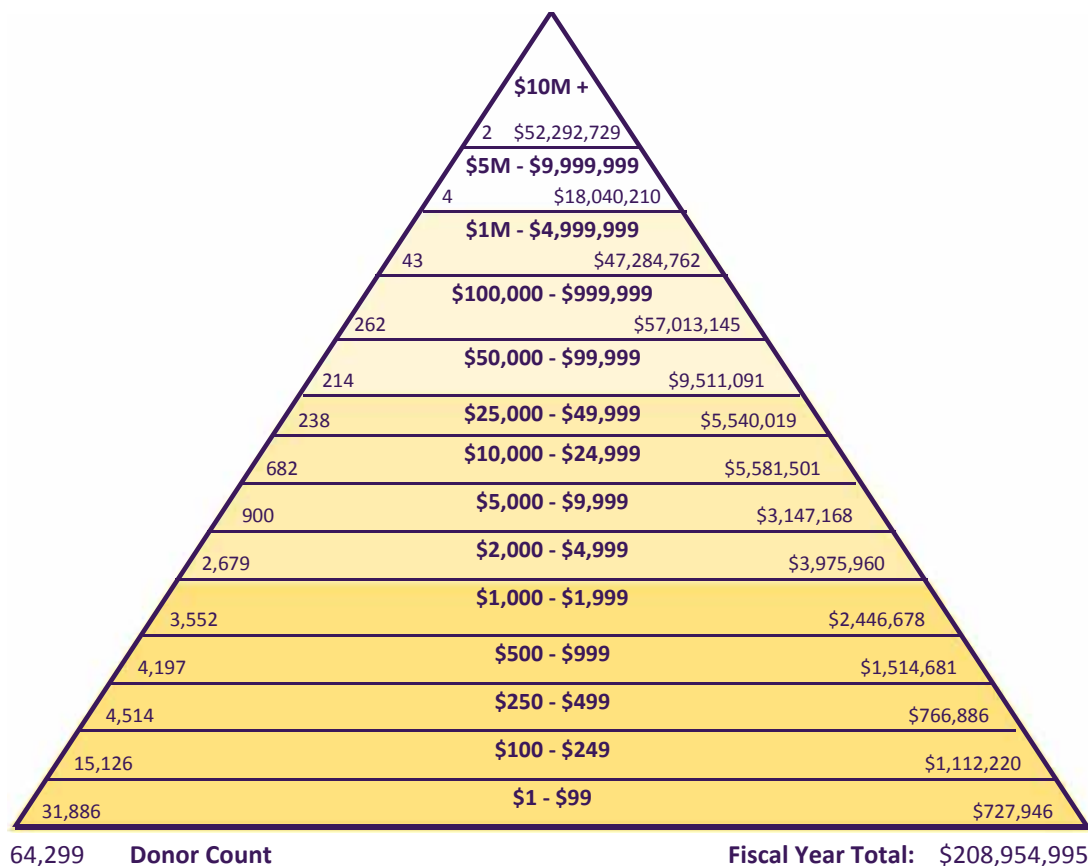 $10M +
2 $52,292,729
$5M - $9,999,999
4 $18,040,210
$1M - $4,999,999
43 $47,284,762
$100,000 - $999,999
262 $57,013,145
$50,000 - $99,999
214 $9,511,091
$25,000 - $49,999
238 $5,540,019
$10,000 - $24,999
682 $5,581,501
$5,000 - $9,999
900 $3,147,168
$2,000 - $4,999
2,679 $3,975,960
$1,000 - $1,999
3,552 $2,446,678
$500 - $999
4,197 $1,514,681
$250 - $499
4,514 $766,886
$100 - $249
15,126 $1,112,220
$1 - $99
31,886 $727,946
64,299 Donor Count Fiscal Year Total: $208,954,995